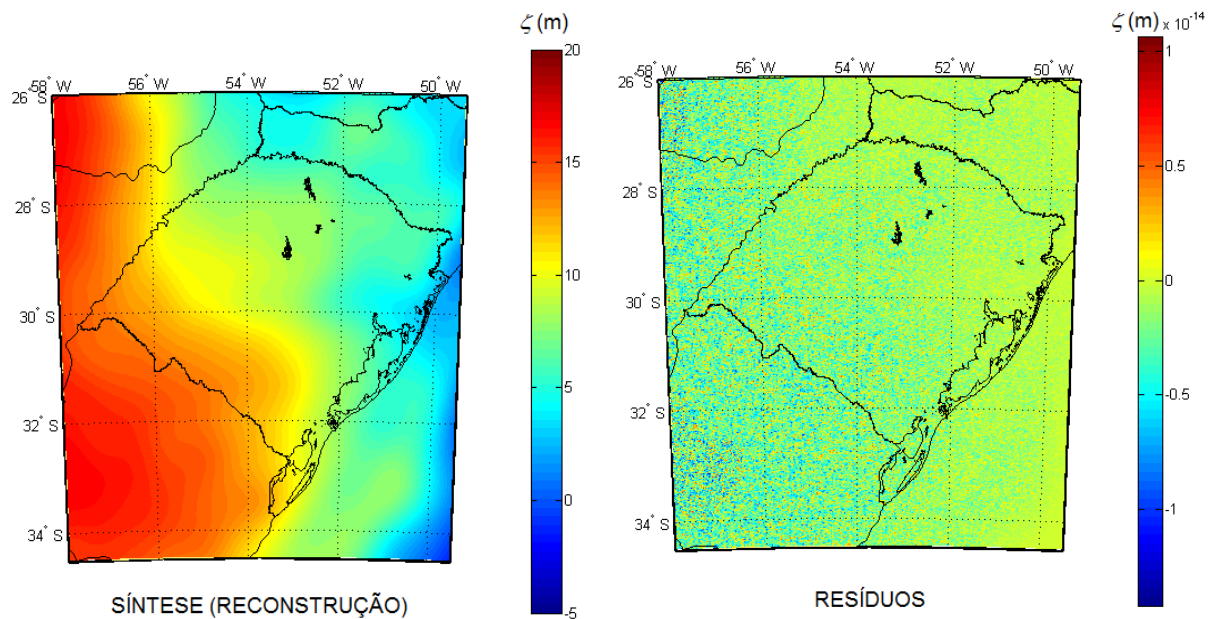 ζ (m)
20
15
10
5
0
-5
58° W
56° W
54° W
52° W
50° W
26° S
28° S
30° S
32° S
34° S
SÍNTESE (RECONSTRUÇÃO)
ζ (m) x 10-14
1
0.5
0
-0.5
-1
58° W
56° W
54° W
52° W
50° W
26° S
28° S
30° S
32° S
34° S
RESÍDUOS